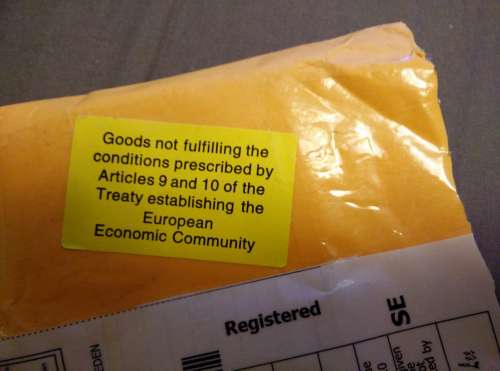 Goods not fulfilling the
conditions prescribed by
Articles 9 and 10 of the
Treaty establishing the
European
Economic Community
Registered
SE
EDEN